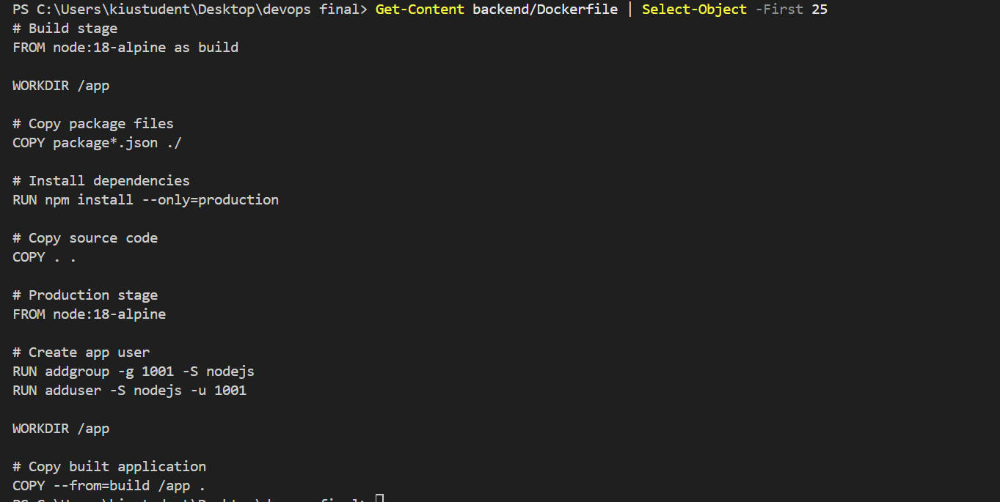 PS C:\Users\kiustudent\Desktop\devops final> Get-Content backend/Dockerfile | Select-Object -First 25
# Build stage
FROM node:18-alpine as build
WORKDIR /app
# Copy package files
COPY package*.json ./
# Install dependencies
RUN npm install --only=production
# Copy source code
COPY . .
# Production stage
FROM node:18-alpine
# Create app user
RUN addgroup -g 1001 -S nodejs
RUN adduser -S nodejs -u 1001
WORKDIR /app
# Copy built application
COPY --from=build /app .
PS C:\Users\kiustudent\Desktop\devops final>